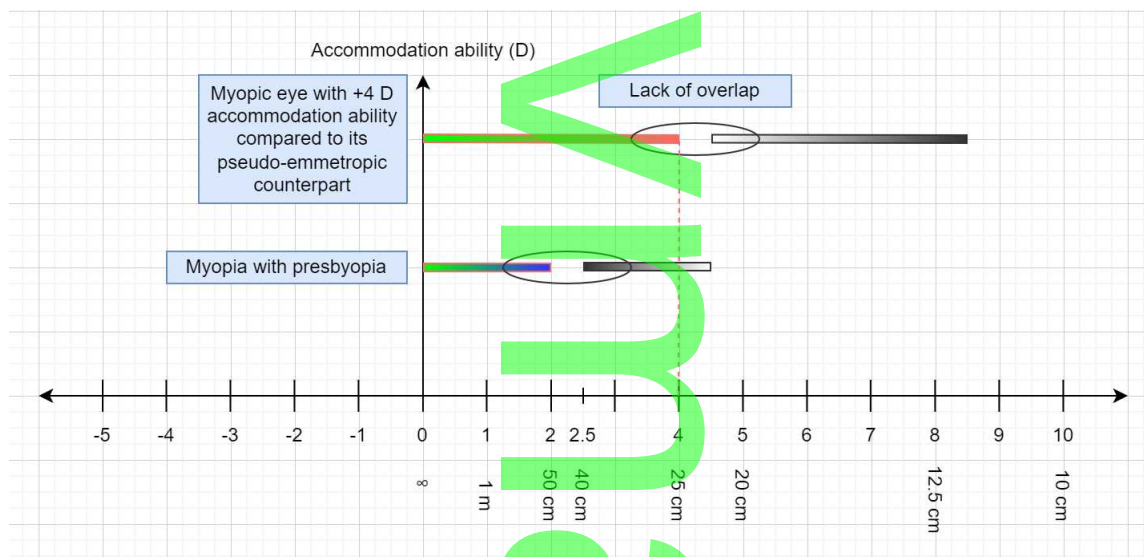 Accommodation ability (D)
Myopic eye with +4 D
accommodation ability
compared to its
pseudo-emmetropic
counterpart
Lack of overlap
Myopia with presbyopia
-5 -4 -3 -2 -1 0 1 2 2.5 4 5 6 7 8 9 10
∞ 1 m 50 cm 40 cm 25 cm 20 cm 12.5 cm 10 cm